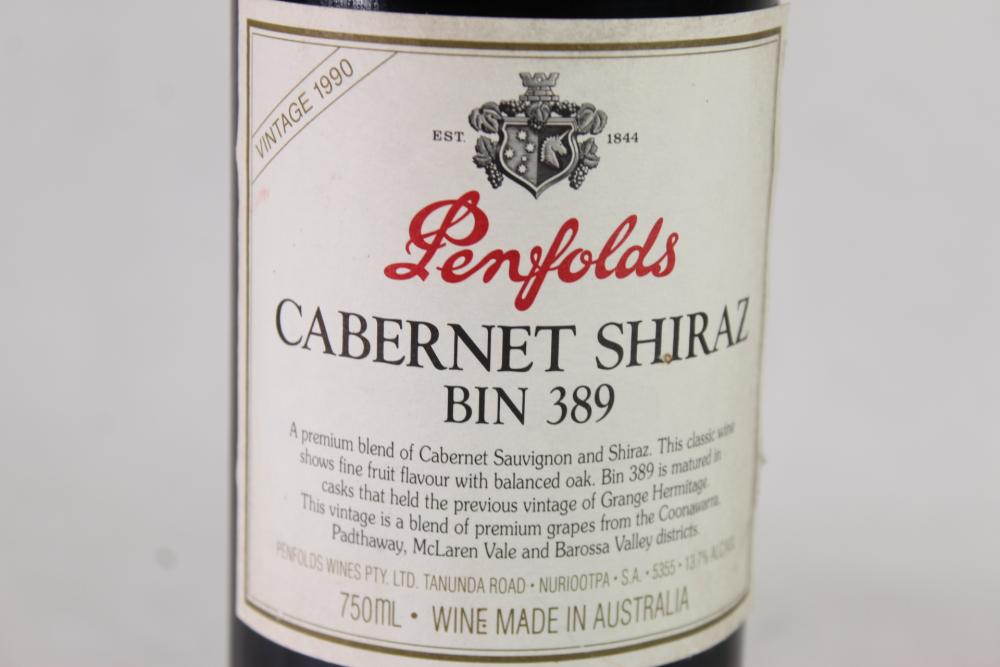 VINTAGE 1990
EST. 1844
Penfolds
CABERNET SHIRAZ
BIN 389
A premium blend of Cabernet Sauvignon and Shiraz. This classic wine
shows fine fruit flavour with balanced oak. Bin 389 is matured in
casks that held the previous vintage of Grange Hermitage.
This vintage is a blend of premium grapes from the Coonawarra,
Padthaway, McLaren Vale and Barossa Valley districts.
PENFOLDS WINES PTY. LTD. TANUNDA ROAD • NURIOOTPA • S.A. • 5355 • 13.7% ALC/VOL
750ML • WINE MADE IN AUSTRALIA